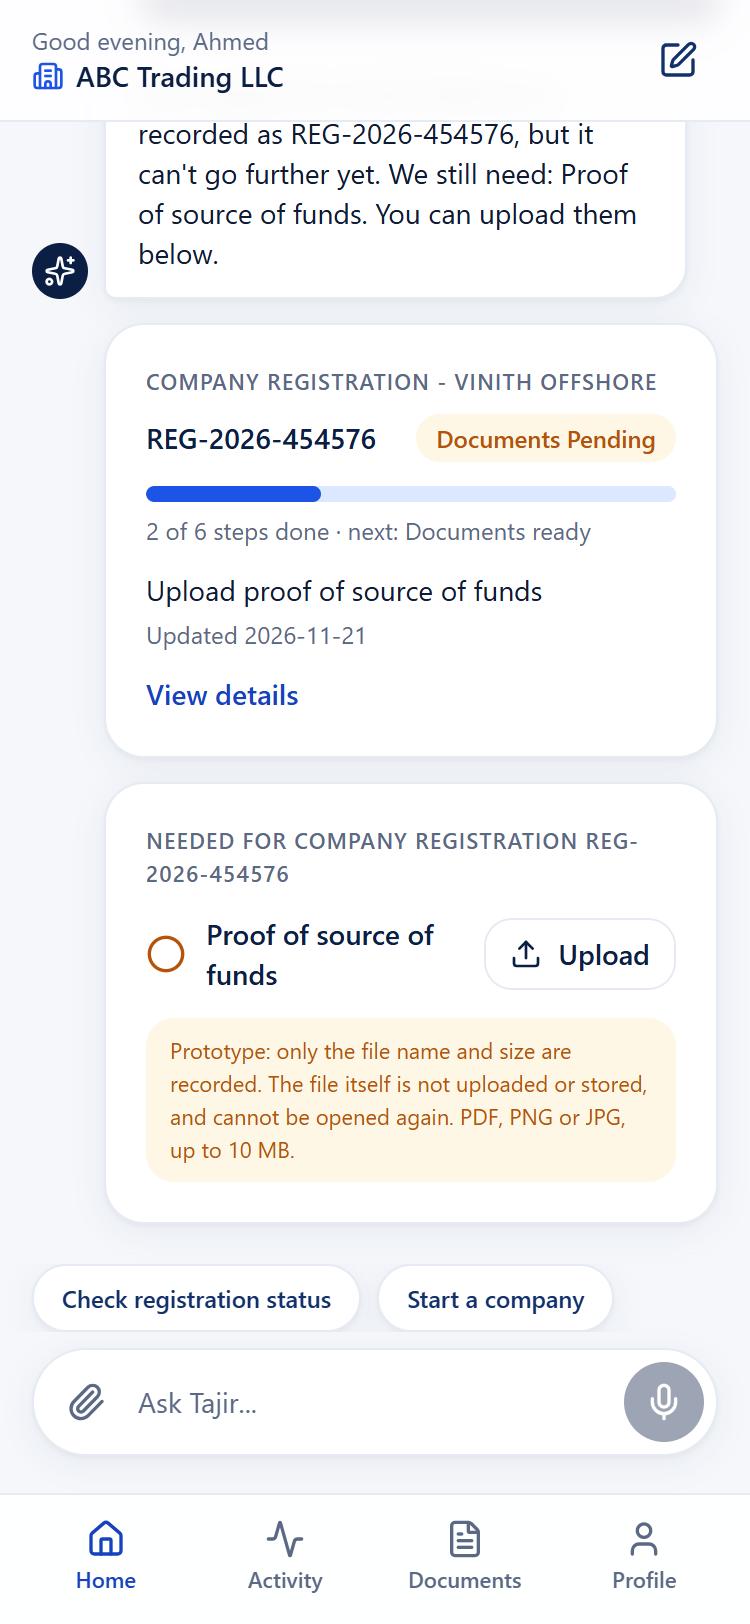 Good evening, Ahmed
ABC Trading LLC
recorded as REG-2026-454576, but it
can't go further yet. We still need: Proof
of source of funds. You can upload them
below.
COMPANY REGISTRATION - VINITH OFFSHORE
REG-2026-454576
Documents Pending
2 of 6 steps done · next: Documents ready
Upload proof of source of funds
Updated 2026-11-21
View details
NEEDED FOR COMPANY REGISTRATION REG-
2026-454576
Proof of source of
funds
Upload
Prototype: only the file name and size are
recorded. The file itself is not uploaded or stored,
and cannot be opened again. PDF, PNG or JPG,
up to 10 MB.
Check registration status
Start a company
Ask Tajir...
Home
Activity
Documents
Profile